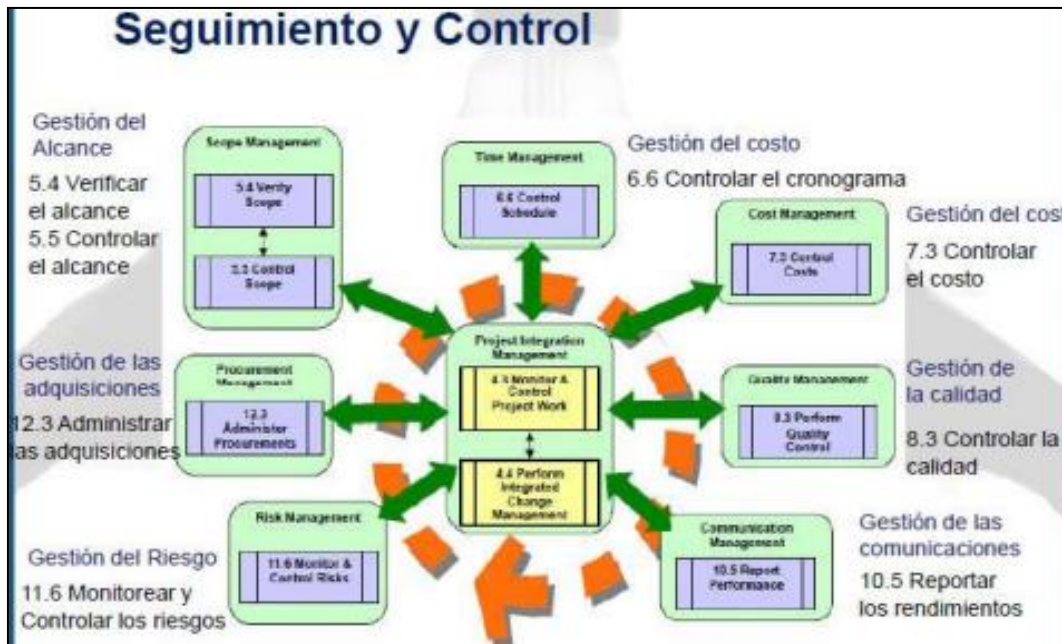 Seguimiento y Control
Gestión del
Alcance
5.4 Verificar
el alcance
5.5 Controlar
el alcance
Scope Management
5.4 Verify
Scope
5.5 Control
Scope
Time Management
6.6 Control
Schedule
Gestión del costo
6.6 Controlar el cronograma
Cost Management
7.3 Control
Costs
Gestión del cost
7.3 Controlar
el costo
Gestión de las
adquisiciones
12.3 Administrar
as adquisiciones
Procurement
Management
12.3
Administer
Procurements
Project Integration
Management
Monitor &
Control
Project Work
4.4 Perform
Integrated
Change
Management
Quality Management
8.3 Perform
Quality
Control
Gestión de
la calidad
8.3 Controlar la
calidad
Risk Management
11.6 Monitor &
Control Risks
Gestión del Riesgo
11.6 Monitorear y
Controlar los riesgos
Communication
Management
10.5 Report
Performance
Gestión de las
comunicaciones
10.5 Reportar
los rendimientos